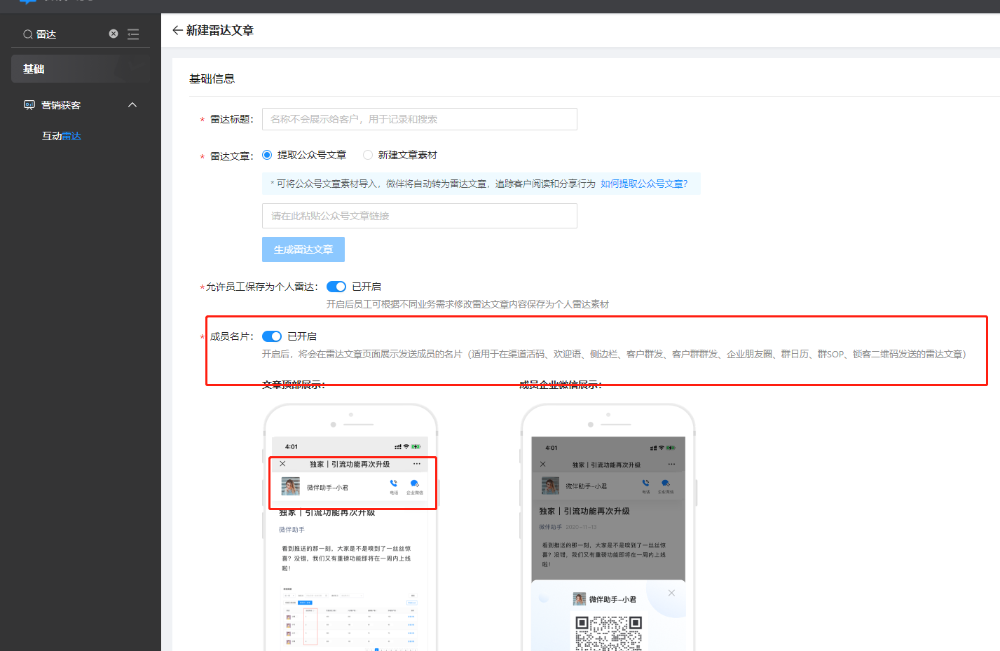 雷达
基础
营销获客
互动雷达
新建雷达文章
基础信息
* 雷达标题：
名称不会展示给客户，用于记录和搜索
* 雷达文章：
提取公众号文章
新建文章素材
* 可将公众号文章素材导入，微伴将自动转为雷达文章，追踪客户阅读和分享行为 如何提取公众号文章?
请在此粘贴公众号文章链接
生成雷达文章
*允许员工保存为个人雷达： 已开启
开启后员工可根据不同业务需求修改雷达文章内容保存为个人雷达素材
* 成员名片： 已开启
开启后，将会在雷达文章页面展示发送成员的名片（适用于在渠道活码、欢迎语、侧边栏、客户群发、客户群群发、企业朋友圈、群日历、群SOP、锁客二维码发送的雷达文章）
文章顶部展示：
4:01
独家丨引流功能再次升级
微伴助手-小君
电话
企业微信
独家丨引流功能再次升级
微伴助手
看到推送的那一刻，大家是不是嗅到了一丝丝惊
喜？没错，我们又有重磅功能即将在一周内上线
啦！
成员企业微信展示：
4:01
独家丨引流功能再次升级
微伴助手-小君
电话
企业微信
独家丨引流功能再次升级
微伴助手 2020-11-13
看到推送的那一刻，大家是不是嗅到了一丝丝惊
喜？没错，我们又有重磅功能即将在一周内上线
啦！
微伴助手-小君